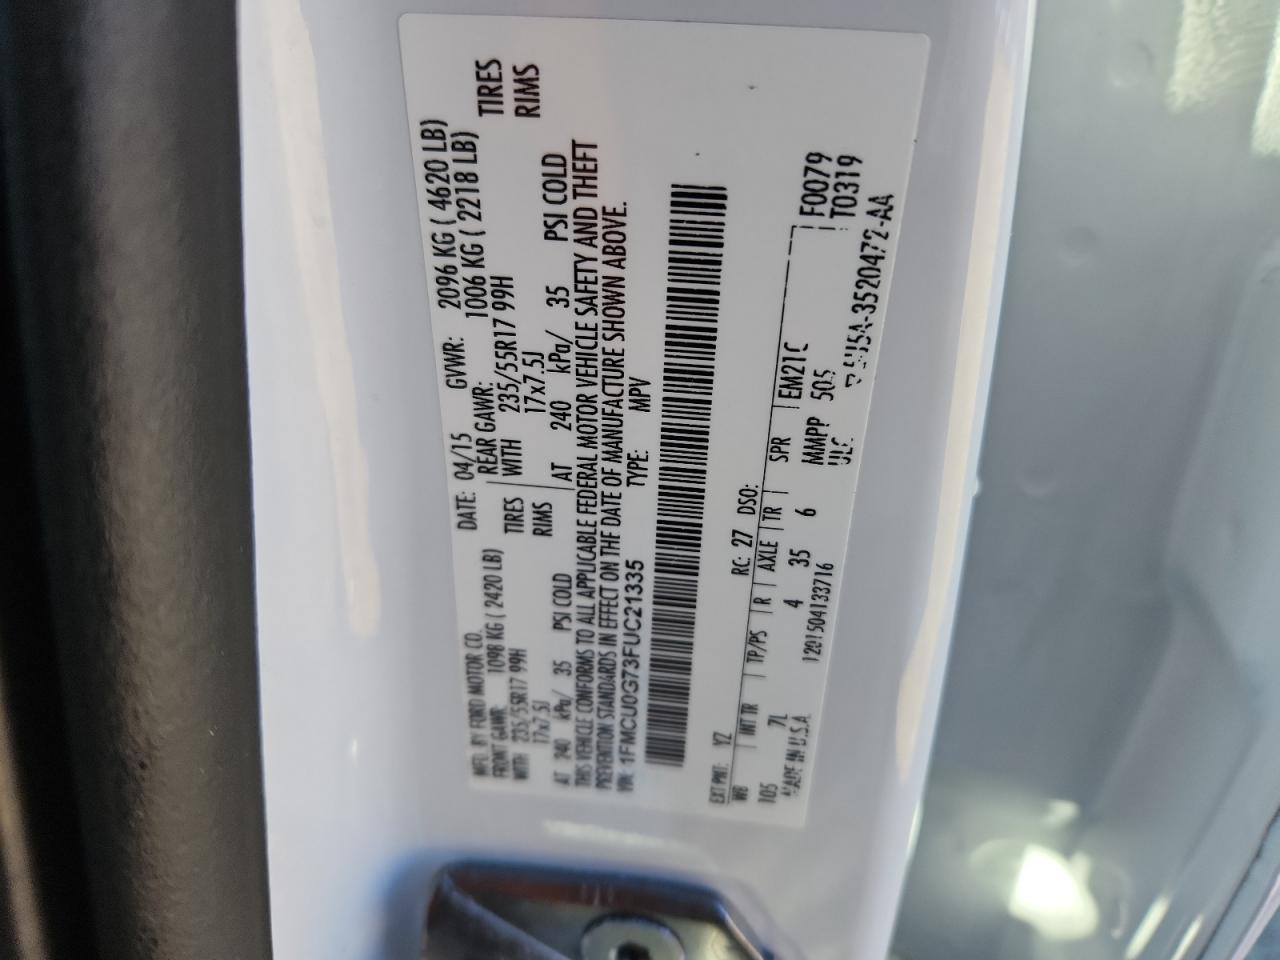 MFD. BY FORD MOTOR CO.
DATE: 04/15 GVWR: 2096 KG ( 4620 LB)
FRONT GAWR: 1098 KG ( 2420 LB) REAR GAWR: 1006 KG ( 2218 LB)
WITH 235/55R17 99H TIRES WITH 235/55R17 99H TIRES
17x7.5J RIMS 17x7.5J RIMS
AT 240 kPa/ 35 PSI COLD AT 240 kPa/ 35 PSI COLD
THIS VEHICLE CONFORMS TO ALL APPLICABLE FEDERAL MOTOR VEHICLE SAFETY AND THEFT
PREVENTION STANDARDS IN EFFECT ON THE DATE OF MANUFACTURE SHOWN ABOVE.
VIN: 1FMCU0G73FUC21335 TYPE: MPV
EXT PNT: YZ RC: 27 DSO:
WB INT TR TP/PS R AXLE TR SPR EM21C F0079
105 7L 4 35 6 MMPP 505 T0319
MADE IN U.S.A. 1201504133716 ULC